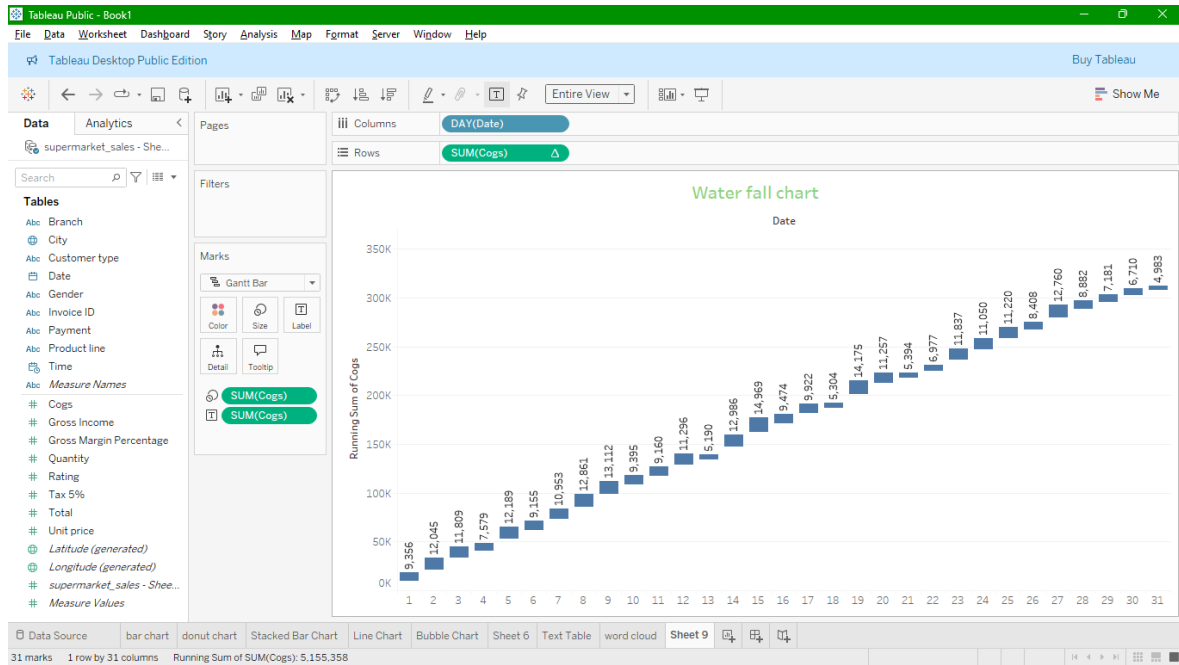 Tableau Public - Book1
File Data Worksheet Dashboard Story Analysis Map Format Server Window Help
Tableau Desktop Public Edition Buy Tableau
Entire View Show Me
Data Analytics
supermarket_sales - She...
Search
Tables
Abc Branch
City
Abc Customer type
Date
Abc Gender
Abc Invoice ID
Abc Payment
Abc Product line
Time
Abc Measure Names
# Cogs
# Gross Income
# Gross Margin Percentage
# Quantity
# Rating
# Tax 5%
# Total
# Unit price
Latitude (generated)
Longitude (generated)
# supermarket_sales - Shee...
# Measure Values
Pages
Filters
Marks
Gantt Bar
Color Size Label
Detail Tooltip
SUM(Cogs)
SUM(Cogs)
Columns DAY(Date)
Rows SUM(Cogs)
Water fall chart
Date
Running Sum of Cogs
350K
300K
250K
200K
150K
100K
50K
0K
9,356 12,045 11,809 7,579 12,189 9,155 10,953 12,861 13,112 9,395 9,160 11,296 5,190 12,986 14,969 9,474 9,922 5,304 14,175 11,257 5,394 6,977 11,837 11,050 11,220 8,408 12,760 8,882 7,181 6,710 4,983
1 2 3 4 5 6 7 8 9 10 11 12 13 14 15 16 17 18 19 20 21 22 23 24 25 26 27 28 29 30 31
Data Source bar chart donut chart Stacked Bar Chart Line Chart Bubble Chart Sheet 6 Text Table word cloud Sheet 9
31 marks 1 row by 31 columns Running Sum of SUM(Cogs): 5,155,358